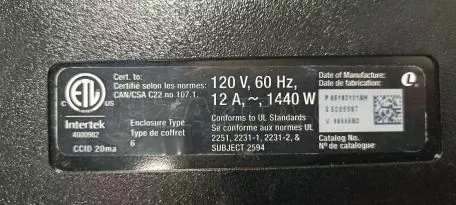 ETL
C US
Intertek
4000982
CCID 20ma
Cert. to:
Certifié selon les normes:
CAN/CSA C22 no 107.1.
Enclosure Type
Type de coffret
6
120 V, 60 Hz,
12 A, ~, 1440 W
Conforms to UL Standards
Se conforme aux normes UL
2251, 2231-1, 2231-2, &
SUBJECT 2594
Date of Manufacture:
Date de fabrication:
L
Catalog No.
Nº de catalogue